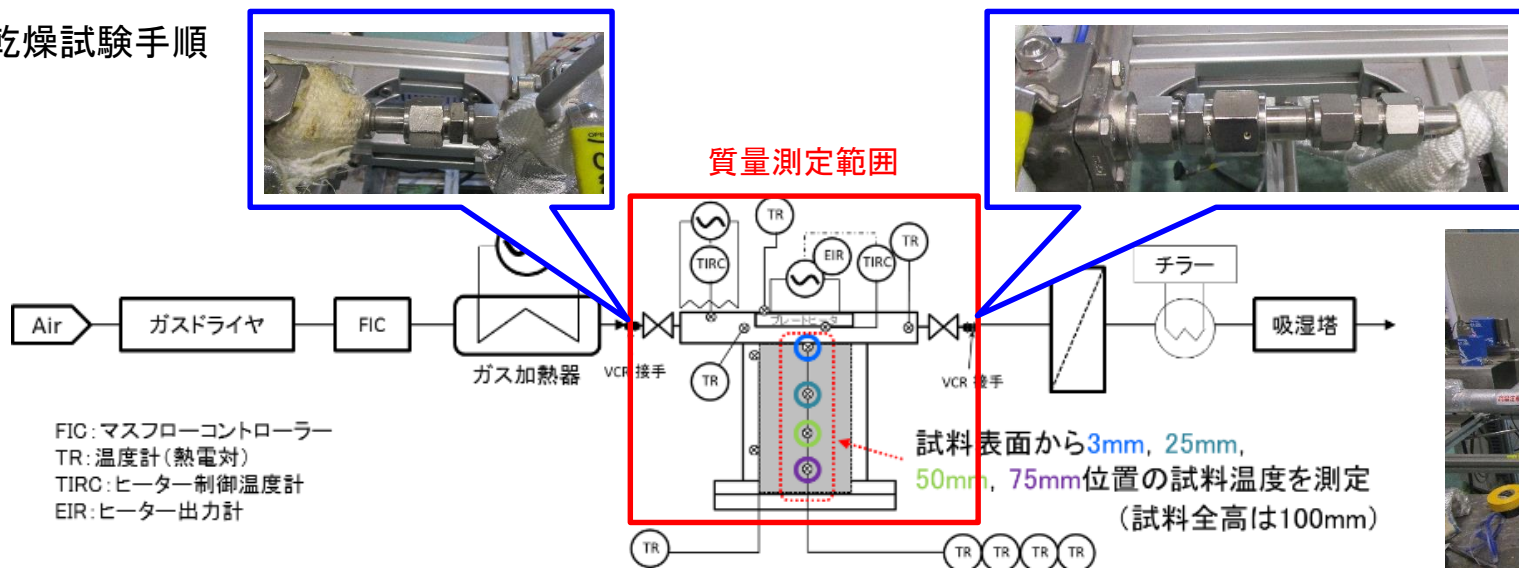 乾燥試験手順
質量測定範囲
TR
TIRC
EIR
TIRC
TR
プレートヒータ
Air
ガスドライヤ
FIC
ガス加熱器
VCR 接手
TR
VCR 接手
チラー
吸湿塔
FIC:マスフローコントローラー
TR:温度計(熱電対)
TIRC:ヒーター制御温度計
EIR:ヒーター出力計
試料表面から3mm, 25mm,
50mm, 75mm位置の試料温度を測定
(試料全高は100mm)
TR
TR TR TR TR